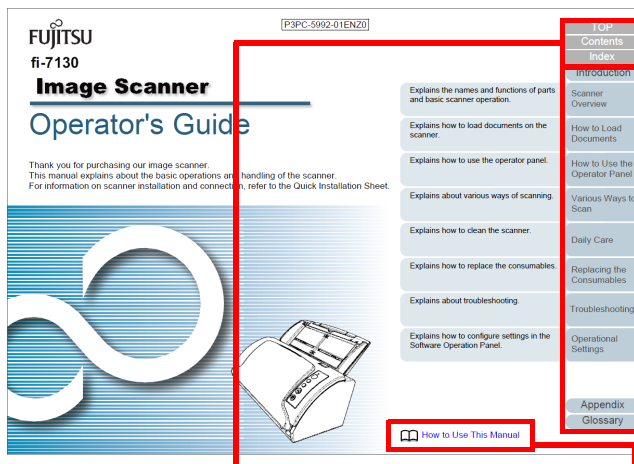 P3PC-5992-01ENZ0
FUJITSU
fi-7130
Image Scanner
Operator's Guide
Thank you for purchasing our image scanner.
This manual explains about the basic operations and handling of the scanner.
For information on scanner installation and connection, refer to the Quick Installation Sheet.
TOP
Contents
Index
Introduction
Explains the names and functions of parts
and basic scanner operation.
Scanner
Overview
Explains how to load documents on the
scanner.
How to Load
Documents
Explains how to use the operator panel.
How to Use the
Operator Panel
Explains about various ways of scanning.
Various Ways to
Scan
Explains how to clean the scanner.
Daily Care
Explains how to replace the consumables.
Replacing the
Consumables
Explains about troubleshooting.
Troubleshooting
Explains how to configure settings in the
Software Operation Panel.
Operational
Settings
Appendix
Glossary
How to Use This Manual